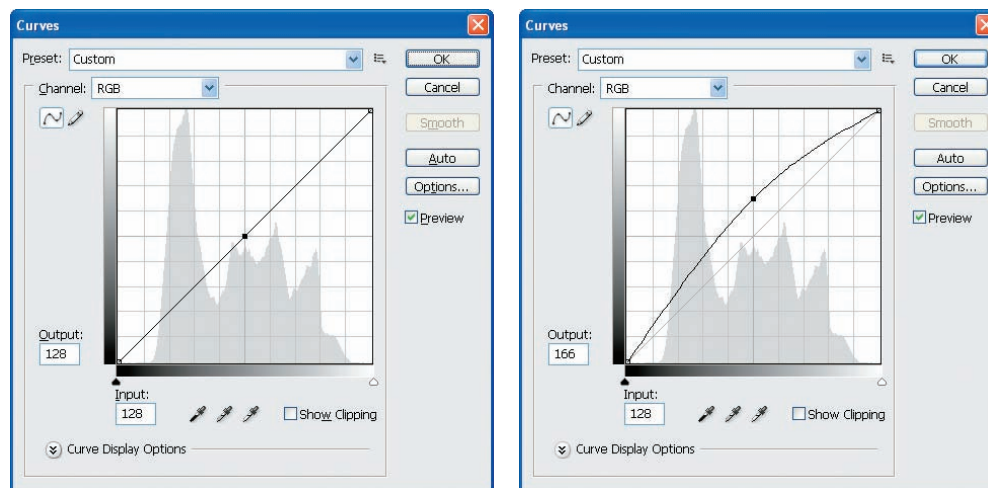 Curves
Preset: Custom
Channel: RGB
OK
Cancel
Smooth
Auto
Options...
Preview
Output:
128
Input:
128
Show Clipping
Curve Display Options
Curves
Preset: Custom
Channel: RGB
OK
Cancel
Smooth
Auto
Options...
Preview
Output:
166
Input:
128
Show Clipping
Curve Display Options